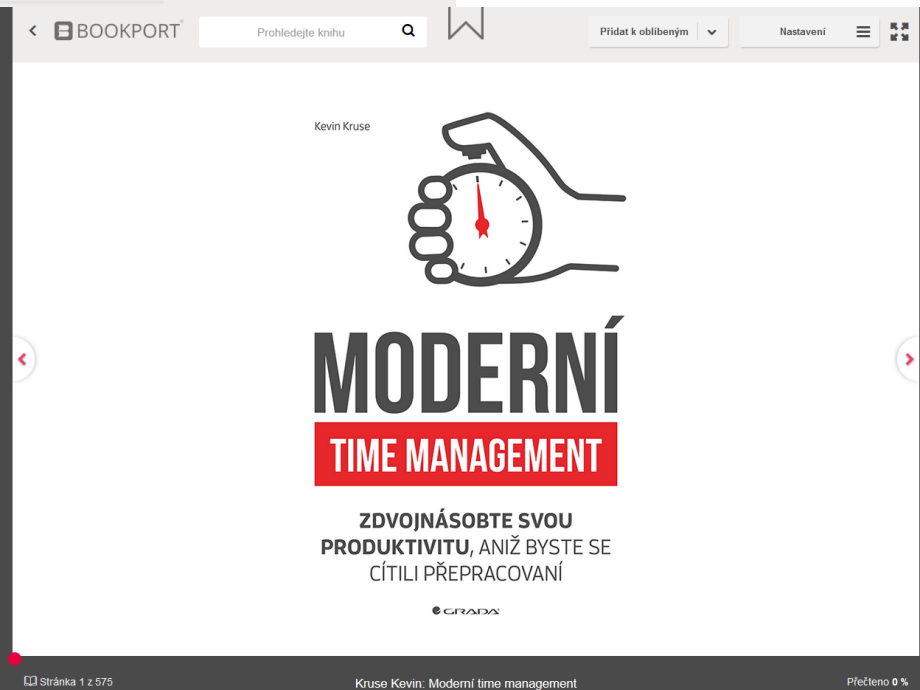 BOOKPORT
Prohledejte knihu
Přidat k oblíbeným
Nastavení
Kevin Kruse
MODERNÍ
TIME MANAGEMENT
ZDVOJNÁSOBTE SVOU
PRODUKTIVITU, ANIŽ BYSTE SE
CÍTILI PŘEPRACOVANÍ
GRADA
Stránka 1 z 575
Kruse Kevin: Moderní time management
Přečteno 0 %